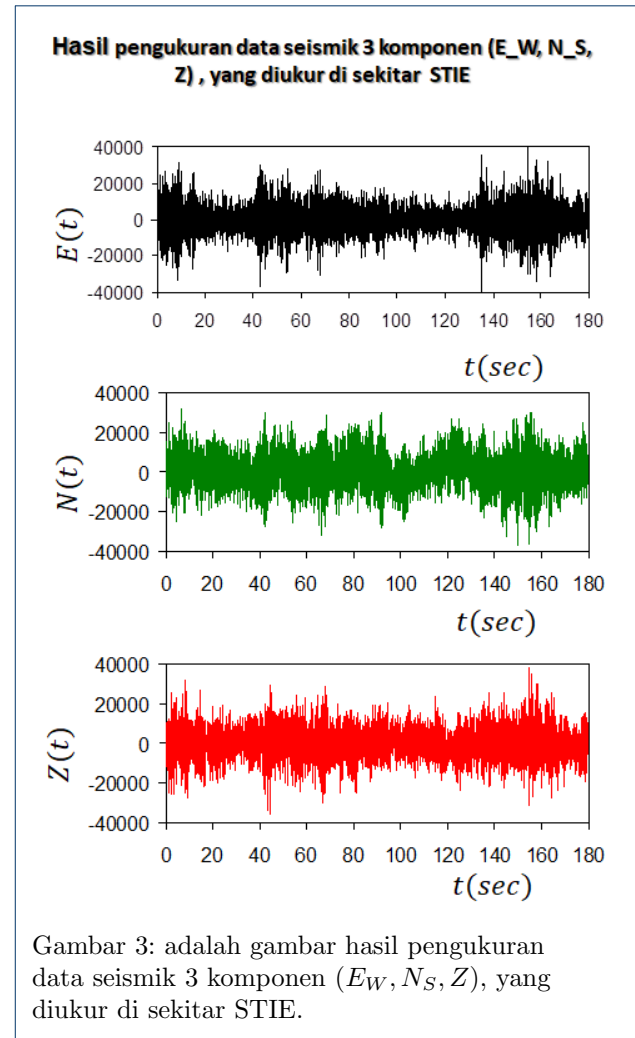 Hasil pengukuran data seismik 3 komponen (E_W, N_S,
Z) , yang diukur di sekitar STIE
40000
20000
0
-20000
-40000
E(t)
0 20 40 60 80 100 120 140 160 180
t(sec)
40000
20000
0
-20000
-40000
N(t)
0 20 40 60 80 100 120 140 160 180
t(sec)
40000
20000
0
-20000
-40000
Z(t)
0 20 40 60 80 100 120 140 160 180
t(sec)
Gambar 3: adalah gambar hasil pengukuran
data seismik 3 komponen (E_W, N_S, Z), yang
diukur di sekitar STIE.